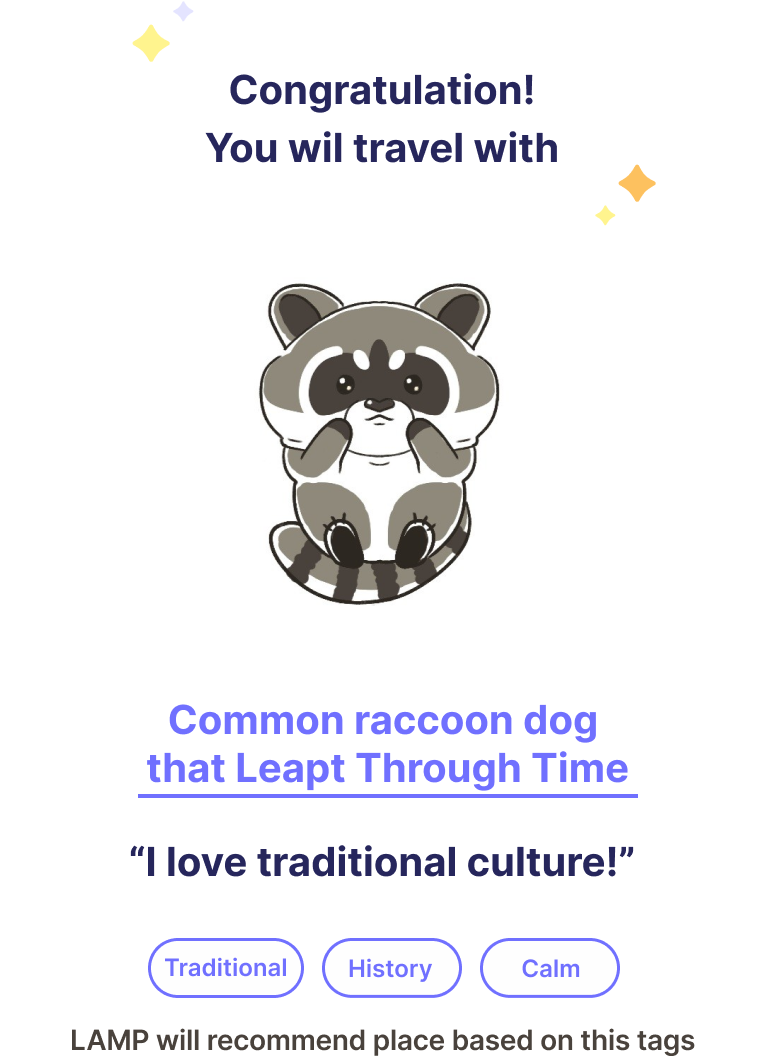 Congratulation!
You wil travel with
Common raccoon dog
that Leapt Through Time
“I love traditional culture!”
Traditional
History
Calm
LAMP will recommend place based on this tags